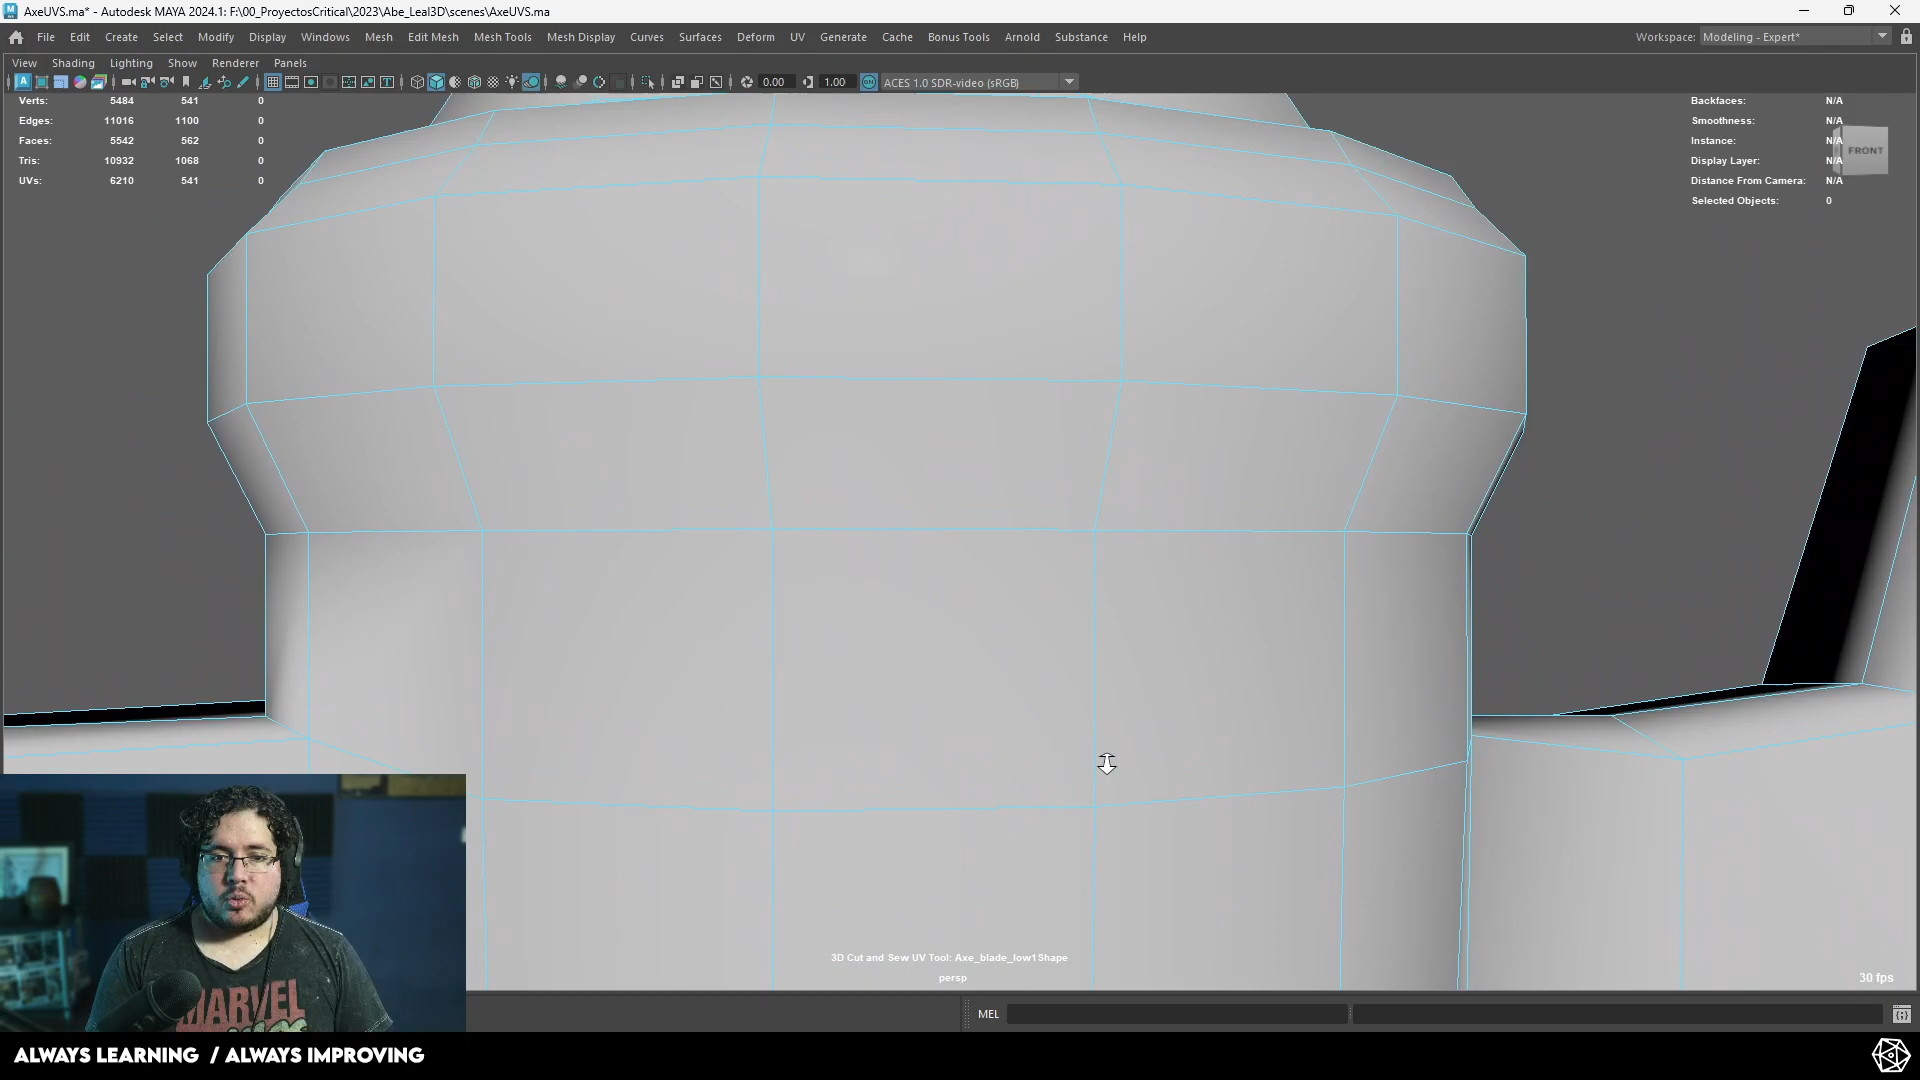 AxeUVS.ma* - Autodesk MAYA 2024.1: F:\00_ProyectosCritical\2023\Abe_Leal3D\scenes\AxeUVS.ma
File Edit Create Select Modify Display Windows Mesh Edit Mesh Mesh Tools Mesh Display Curves Surfaces Deform UV Generate Cache Bonus Tools Arnold Substance Help
Workspace: Modeling - Expert*
View Shading Lighting Show Renderer Panels
0.00 1.00 ON ACES 1.0 SDR-video (sRGB)
Verts: 5484 541 0
Edges: 11016 1100 0
Faces: 5542 562 0
Tris: 10932 1068 0
UVs: 6210 541 0
Backfaces: N/A
Smoothness: N/A
Instance: N/A
Display Layer: N/A
Distance From Camera: N/A
Selected Objects: 0
FRONT
3D Cut and Sew UV Tool: Axe_blade_low1Shape
persp
30 fps
MARVEL
MEL
ALWAYS LEARNING / ALWAYS IMPROVING